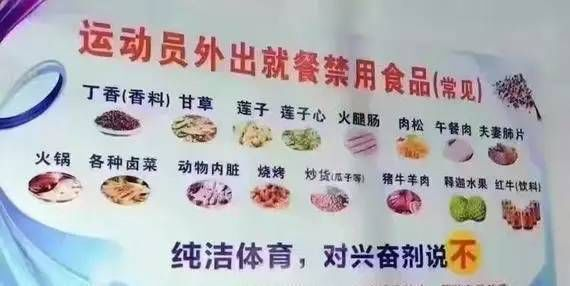 运动员外出就餐禁用食品(常见)
丁香(香料) 甘草 莲子 莲子心 火腿肠 肉松 午餐肉 夫妻肺片
火锅 各种卤菜 动物内脏 烧烤 炒货(瓜子等) 猪牛羊肉 释迦水果 红牛(饮料)
纯洁体育，对兴奋剂说不